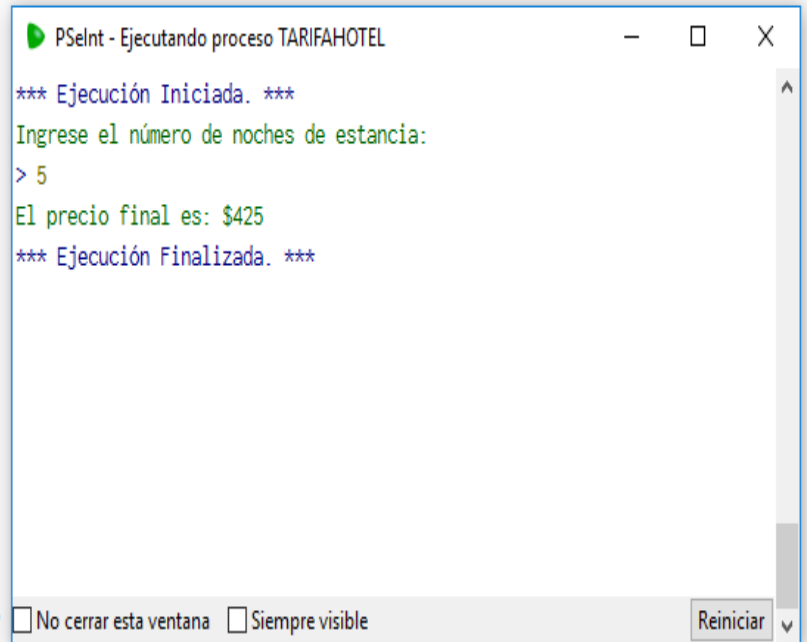 PSeInt - Ejecutando proceso TARIFAHOTEL
*** Ejecución Iniciada. ***
Ingrese el número de noches de estancia:
> 5
El precio final es: $425
*** Ejecución Finalizada. ***
No cerrar esta ventana Siempre visible Reiniciar